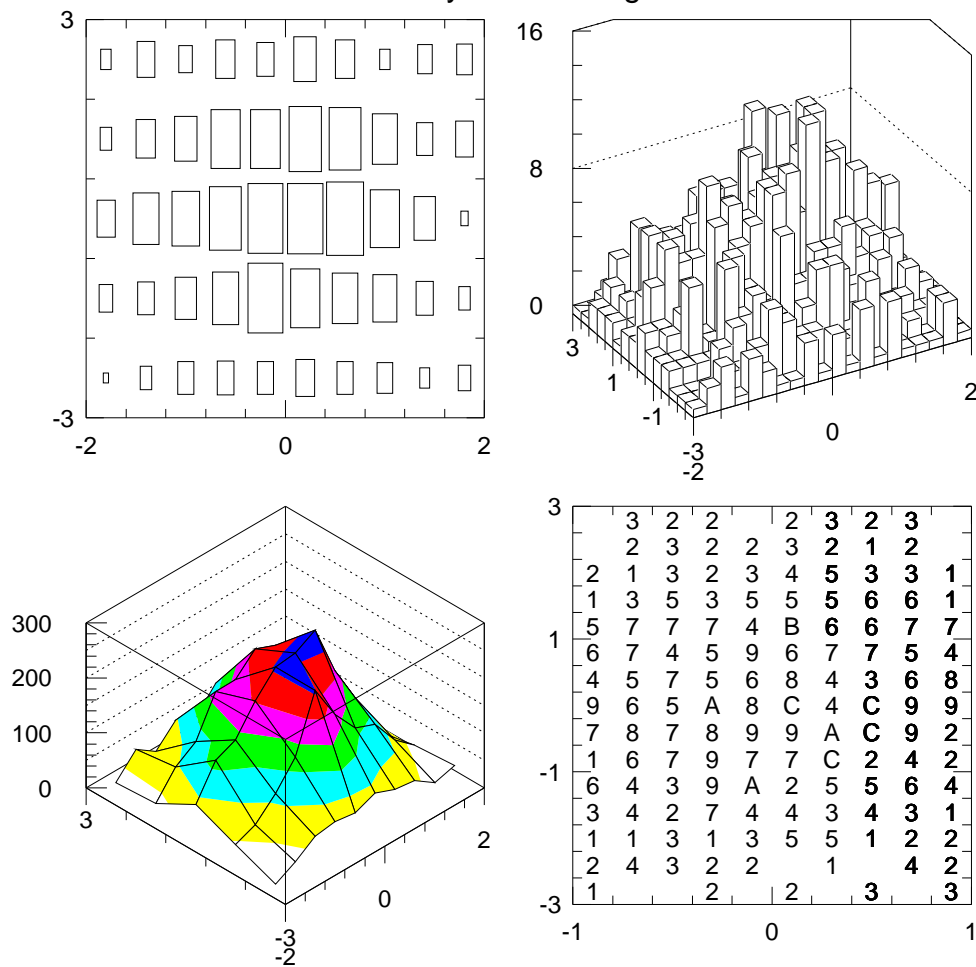 3
-3
-2 0 2
16
8
0
3
1
-1
-3
-2
0
2
300
200
100
0
3
-3
-2
0
2
3
1
-1
-3
-1 0 1
3 2 2 2 3 2 3
2 3 2 2 3 2 1 2
2 1 3 2 3 4 5 3 3 1
1 3 5 3 5 5 5 6 6 1
5 7 7 7 4 B 6 6 7 7
6 7 4 5 9 6 7 7 5 4
4 5 7 5 6 8 4 3 6 8
9 6 5 A 8 C 4 C 9 9
7 8 7 8 9 9 A C 9 2
1 6 7 9 7 7 C 2 4 2
6 4 3 9 A 2 5 5 6 4
3 4 2 7 4 4 3 4 3 1
1 1 3 1 3 5 5 1 2 2
2 4 3 2 2 1 4 2
1 2 2 3 3